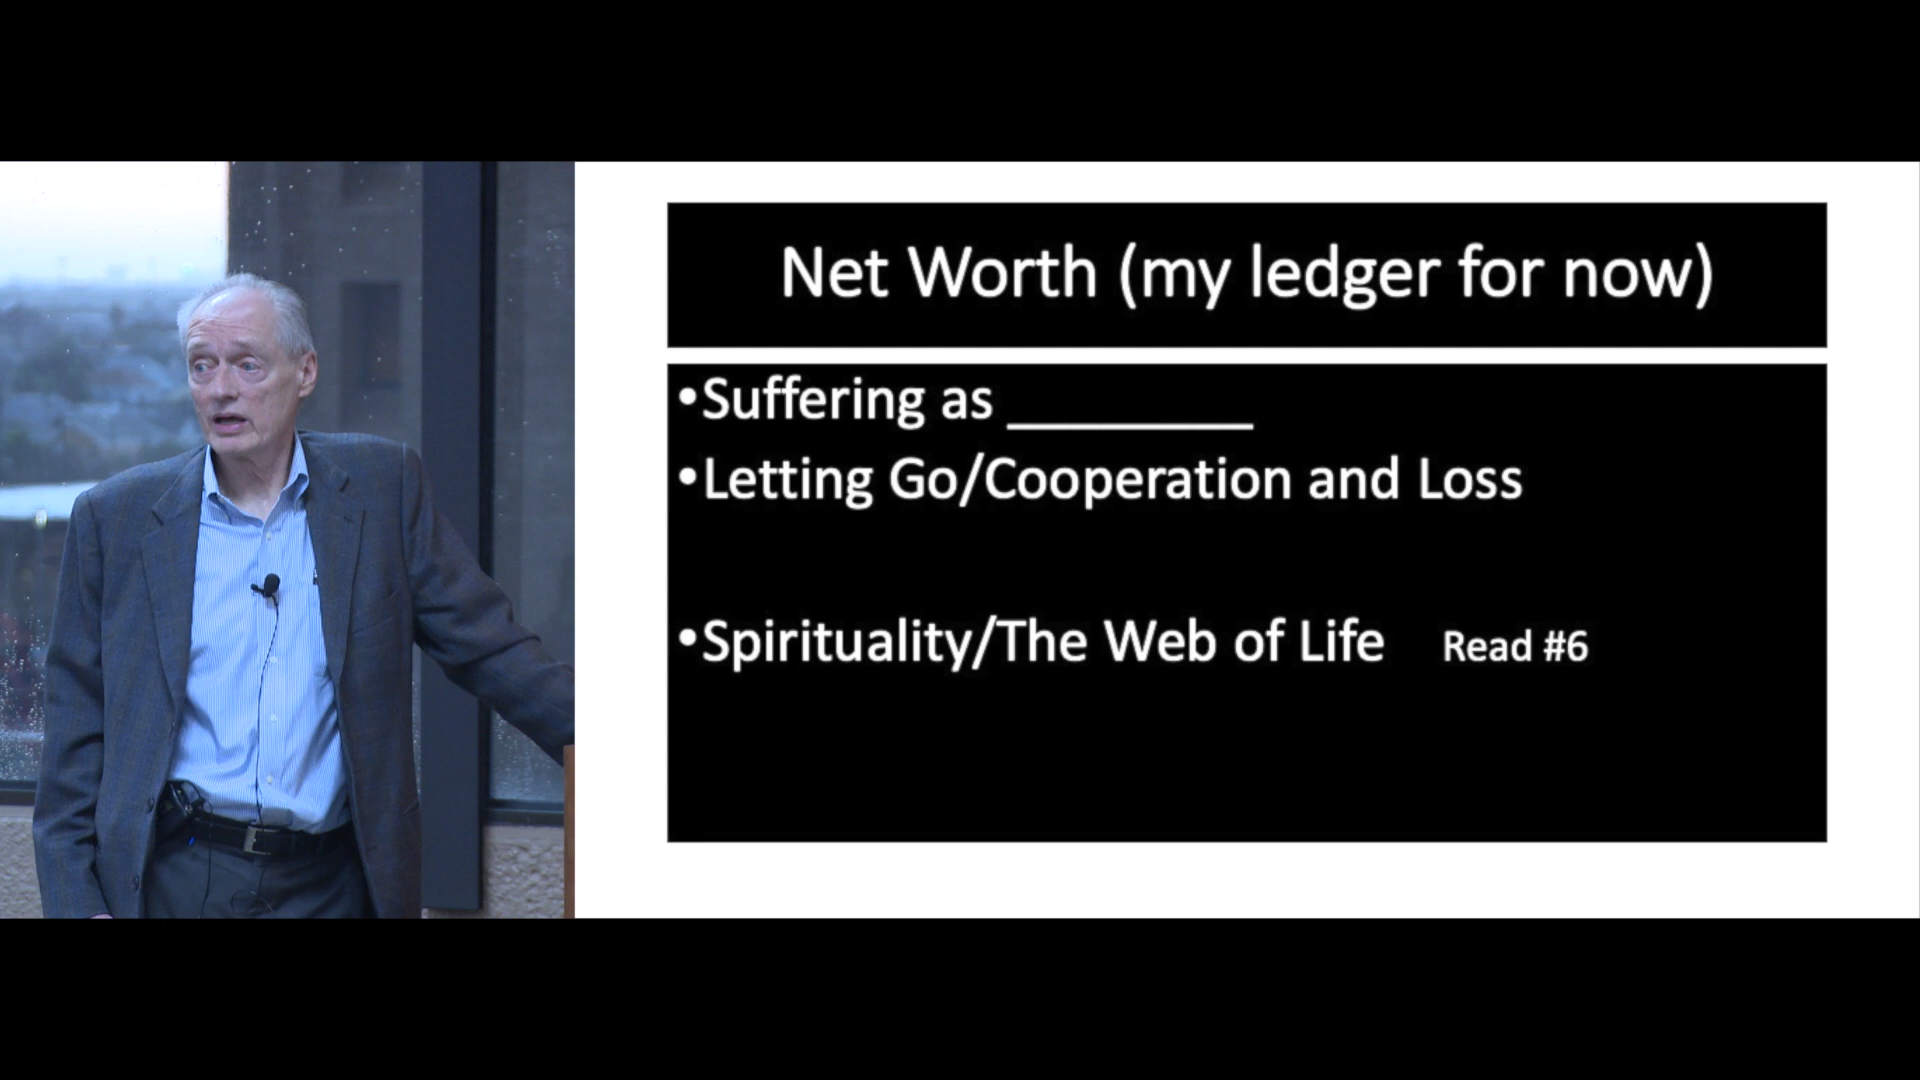 Net Worth (my ledger for now)
•Suffering as _________
•Letting Go/Cooperation and Loss
•Spirituality/The Web of Life Read #6